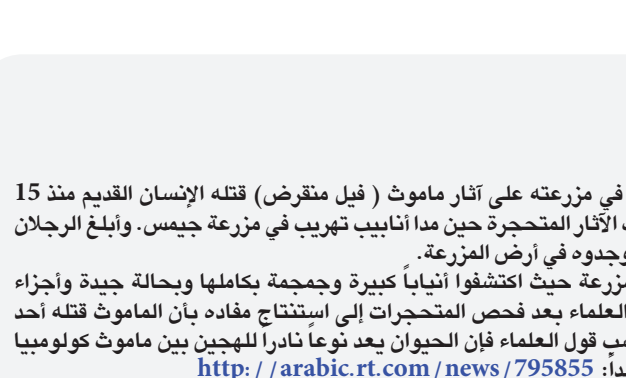 في مزرعته على آثار ماموث ( فيل منقرض) قتله الإنسان القديم منذ 15
الآثار المتحجرة حين مدا أنابيب تهريب في مزرعة جيمس. وأبلغ الرجلان
وجدوه في أرض المزرعة.
مزرعة حيث اكتشفوا أنياباً كبيرة وجمجمة بكاملها وبحالة جيدة وأجزاء
العلماء بعد فحص المتحجرات إلى استنتاج مفاده بأن الماموث قتله أحد
قول العلماء فإن الحيوان يعد نوعاً نادراً للهجين بين ماموث كولومبيا
http://arabic.rt.com/news/795855